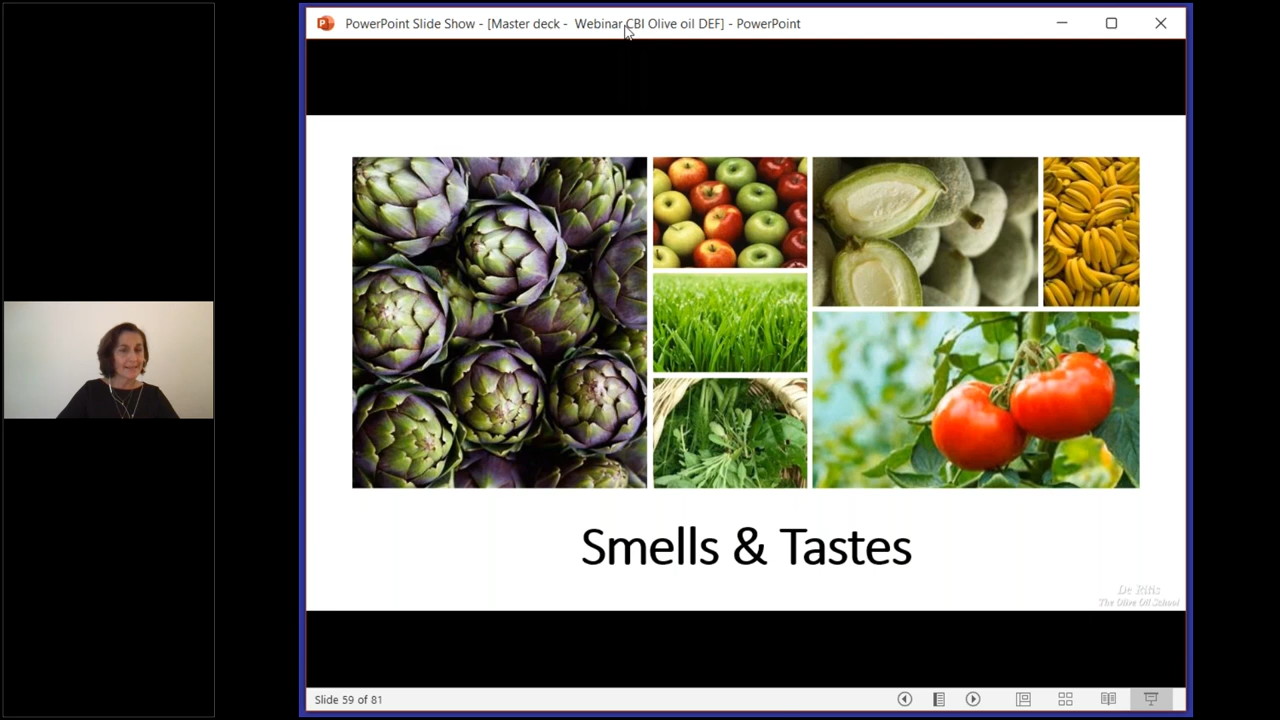 PowerPoint Slide Show - [Master deck - Webinar CBI Olive oil DEF] - PowerPoint
Smells & Tastes
De Ritis
The Olive Oil School
Slide 59 of 81